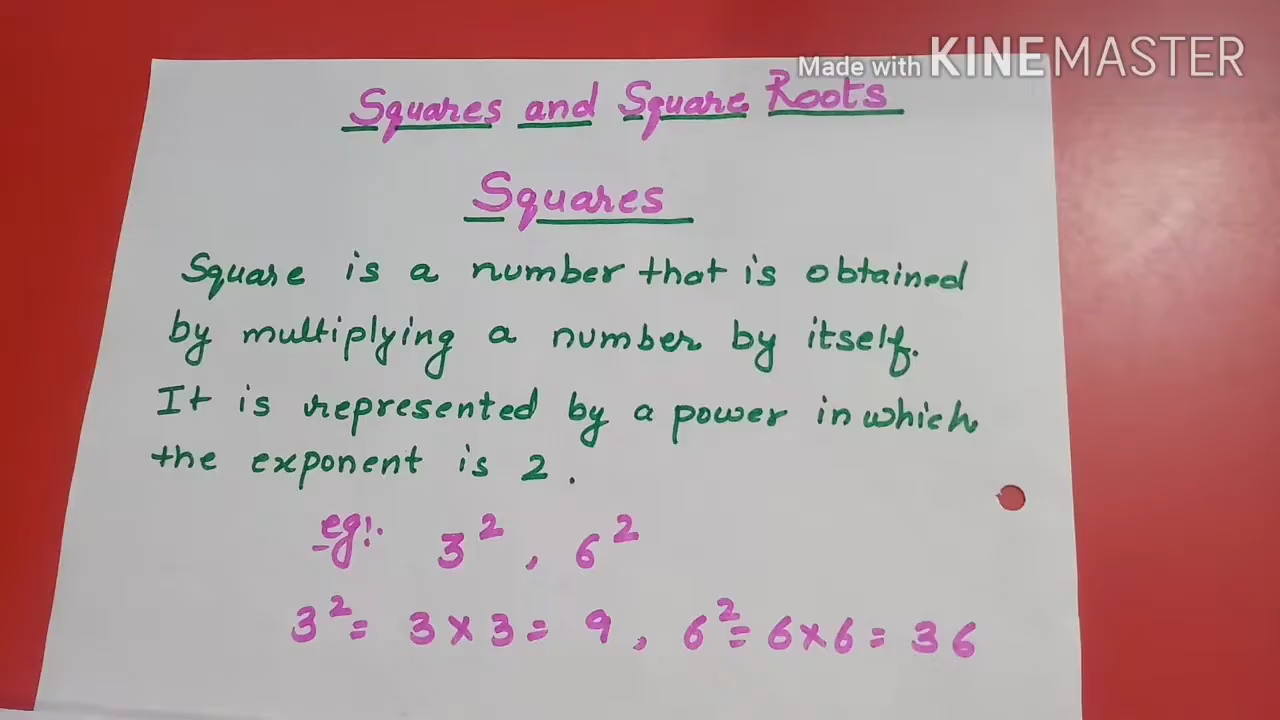 Made with KINEMASTER
Squares and Square Roots
Squares
Square is a number that is obtained
by multiplying a number by itself.
It is represented by a power in which
the exponent is 2.
eg:. 3², 6²
3² = 3 × 3 = 9, 6² = 6 × 6 = 36